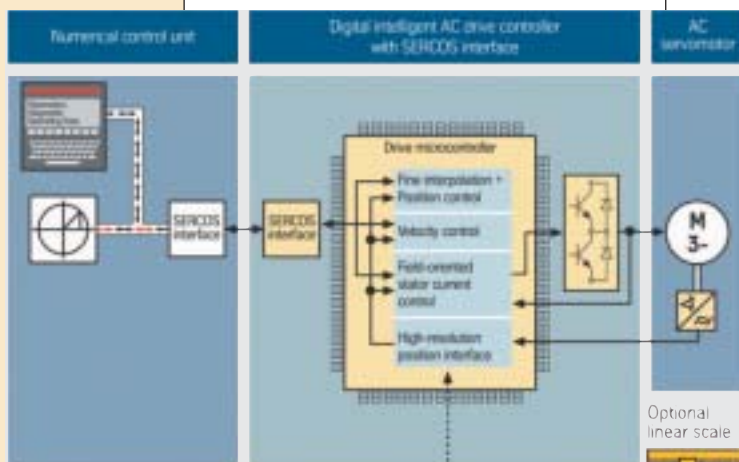 Numerical control unit
Digital intelligent AC drive controller
with SERCOS interface
AC
servomotor
SERCOS
interface
SERCOS
interface
Drive microcontroller
Fine interpolation +
Position control
Velocity control
Field-oriented
stator current
control
High-resolution
position interface
M
3~
Optional
linear scale